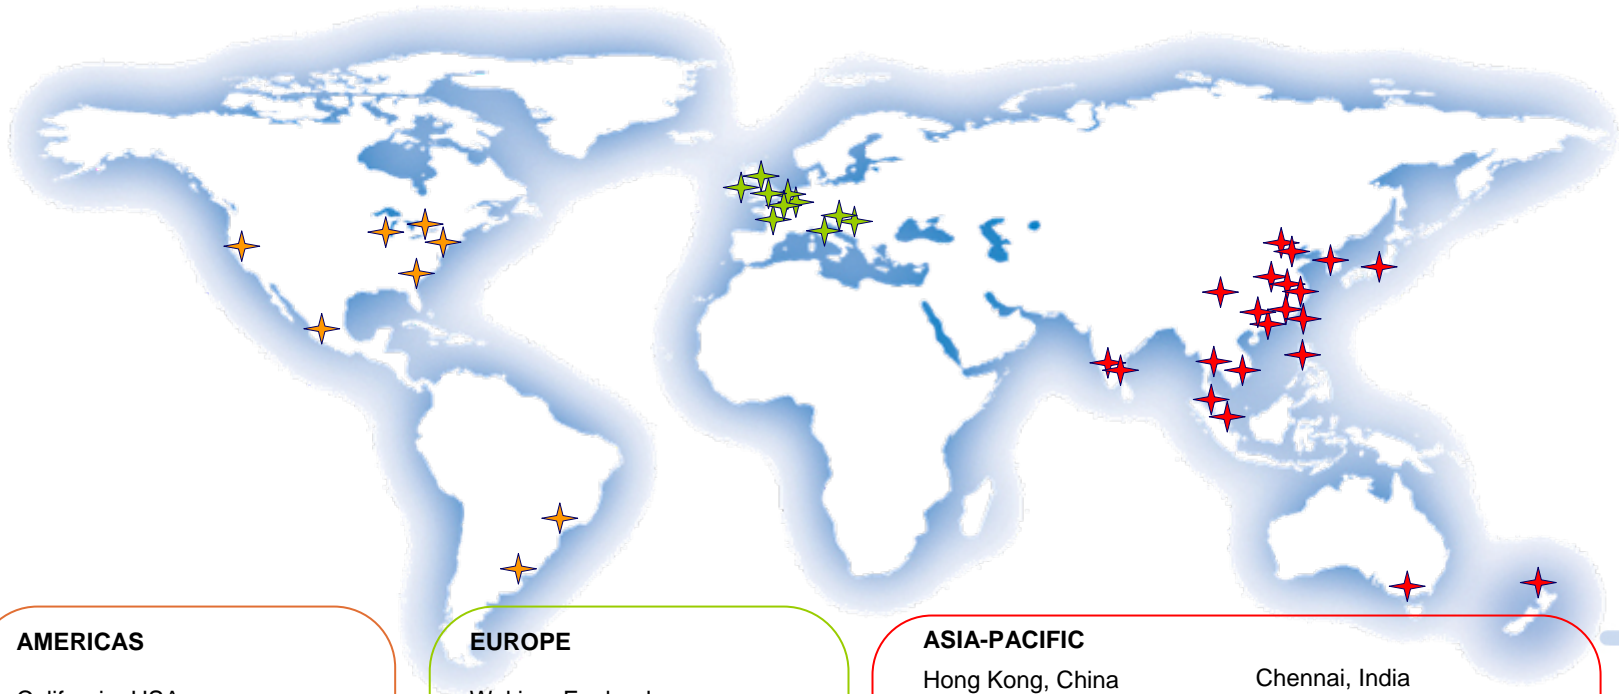 AMERICAS
EUROPE
ASIA-PACIFIC
Hong Kong, China
Chennai, India